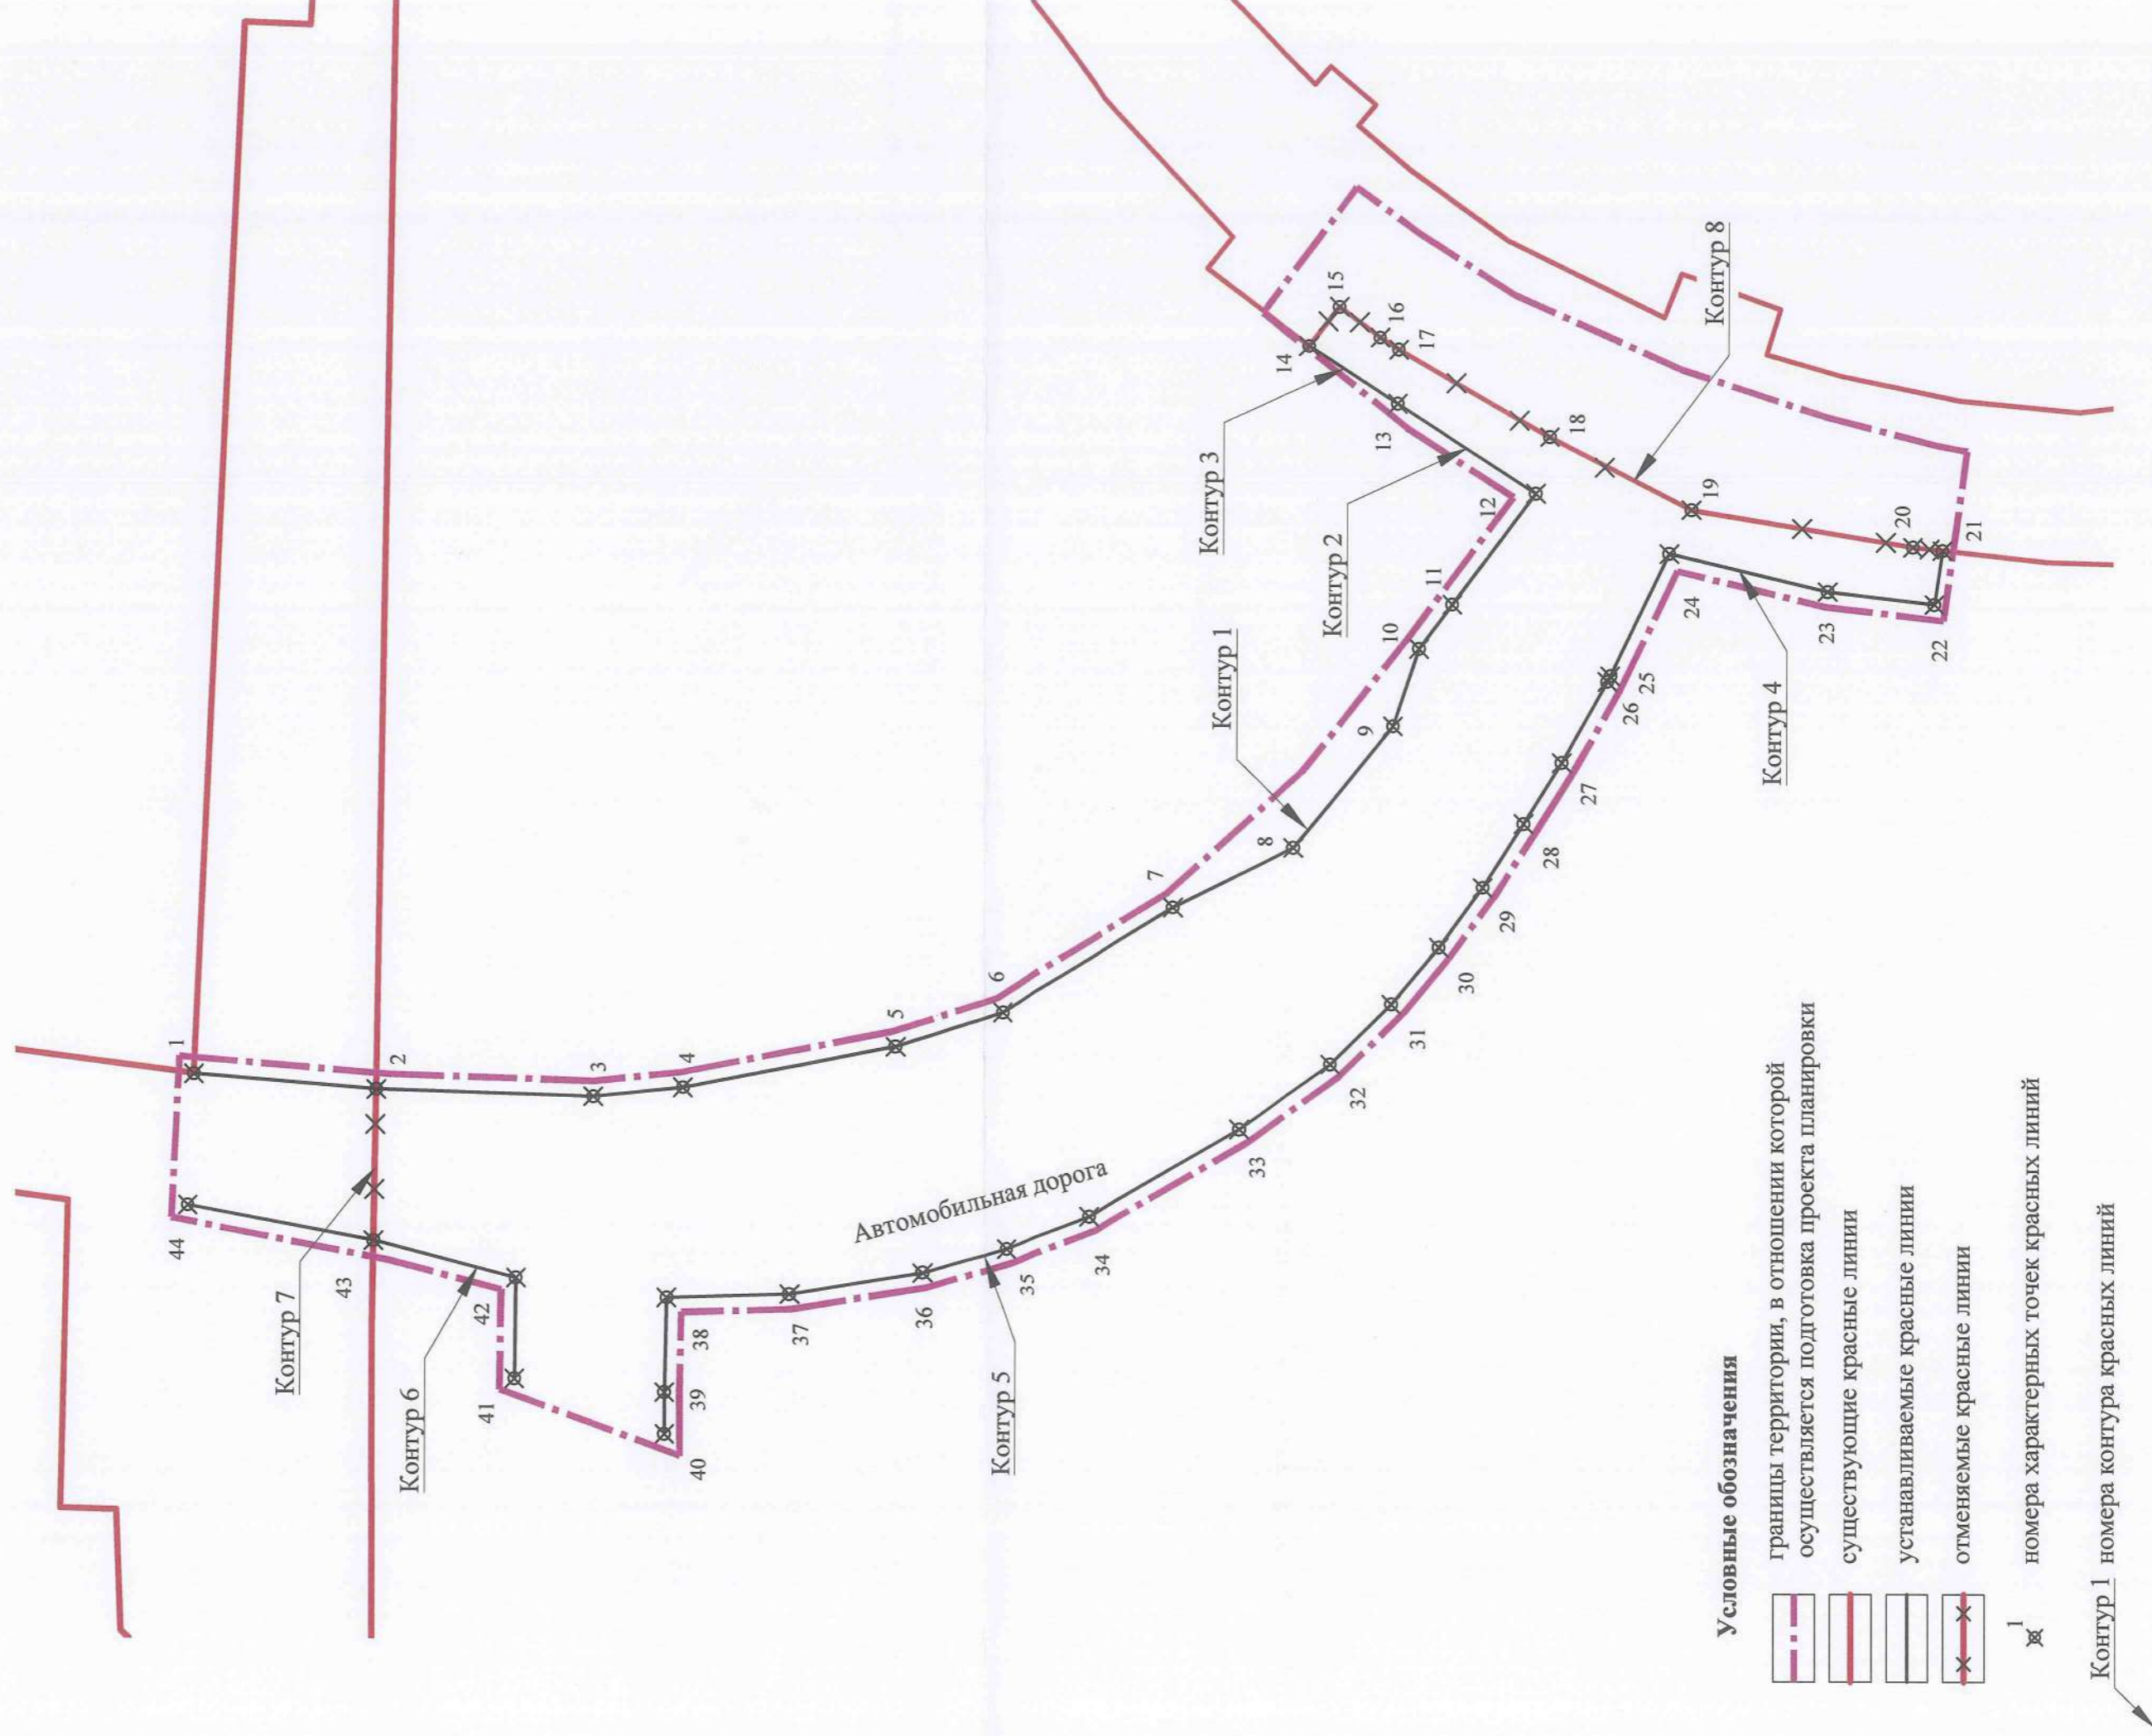 1
2
3
4
5
6
7
8
9
10
11
12
13
14
15
16
17
18
19
20
21
22
23
24
25
26
27
28
29
30
31
32
33
34
35
36
37
38
39
40
41
42
43
44
Контур 1
Контур 2
Контур 3
Контур 4
Контур 5
Контур 6
Контур 7
Контур 8
Автомобильная дорога
Условные обозначения
границы территории, в отношении которой
осуществляется подготовка проекта планировки
существующие красные линии
устанавливаемые красные линии
отменяемые красные линии
1
номера характерных точек красных линий
Контур 1 номера контура красных линий